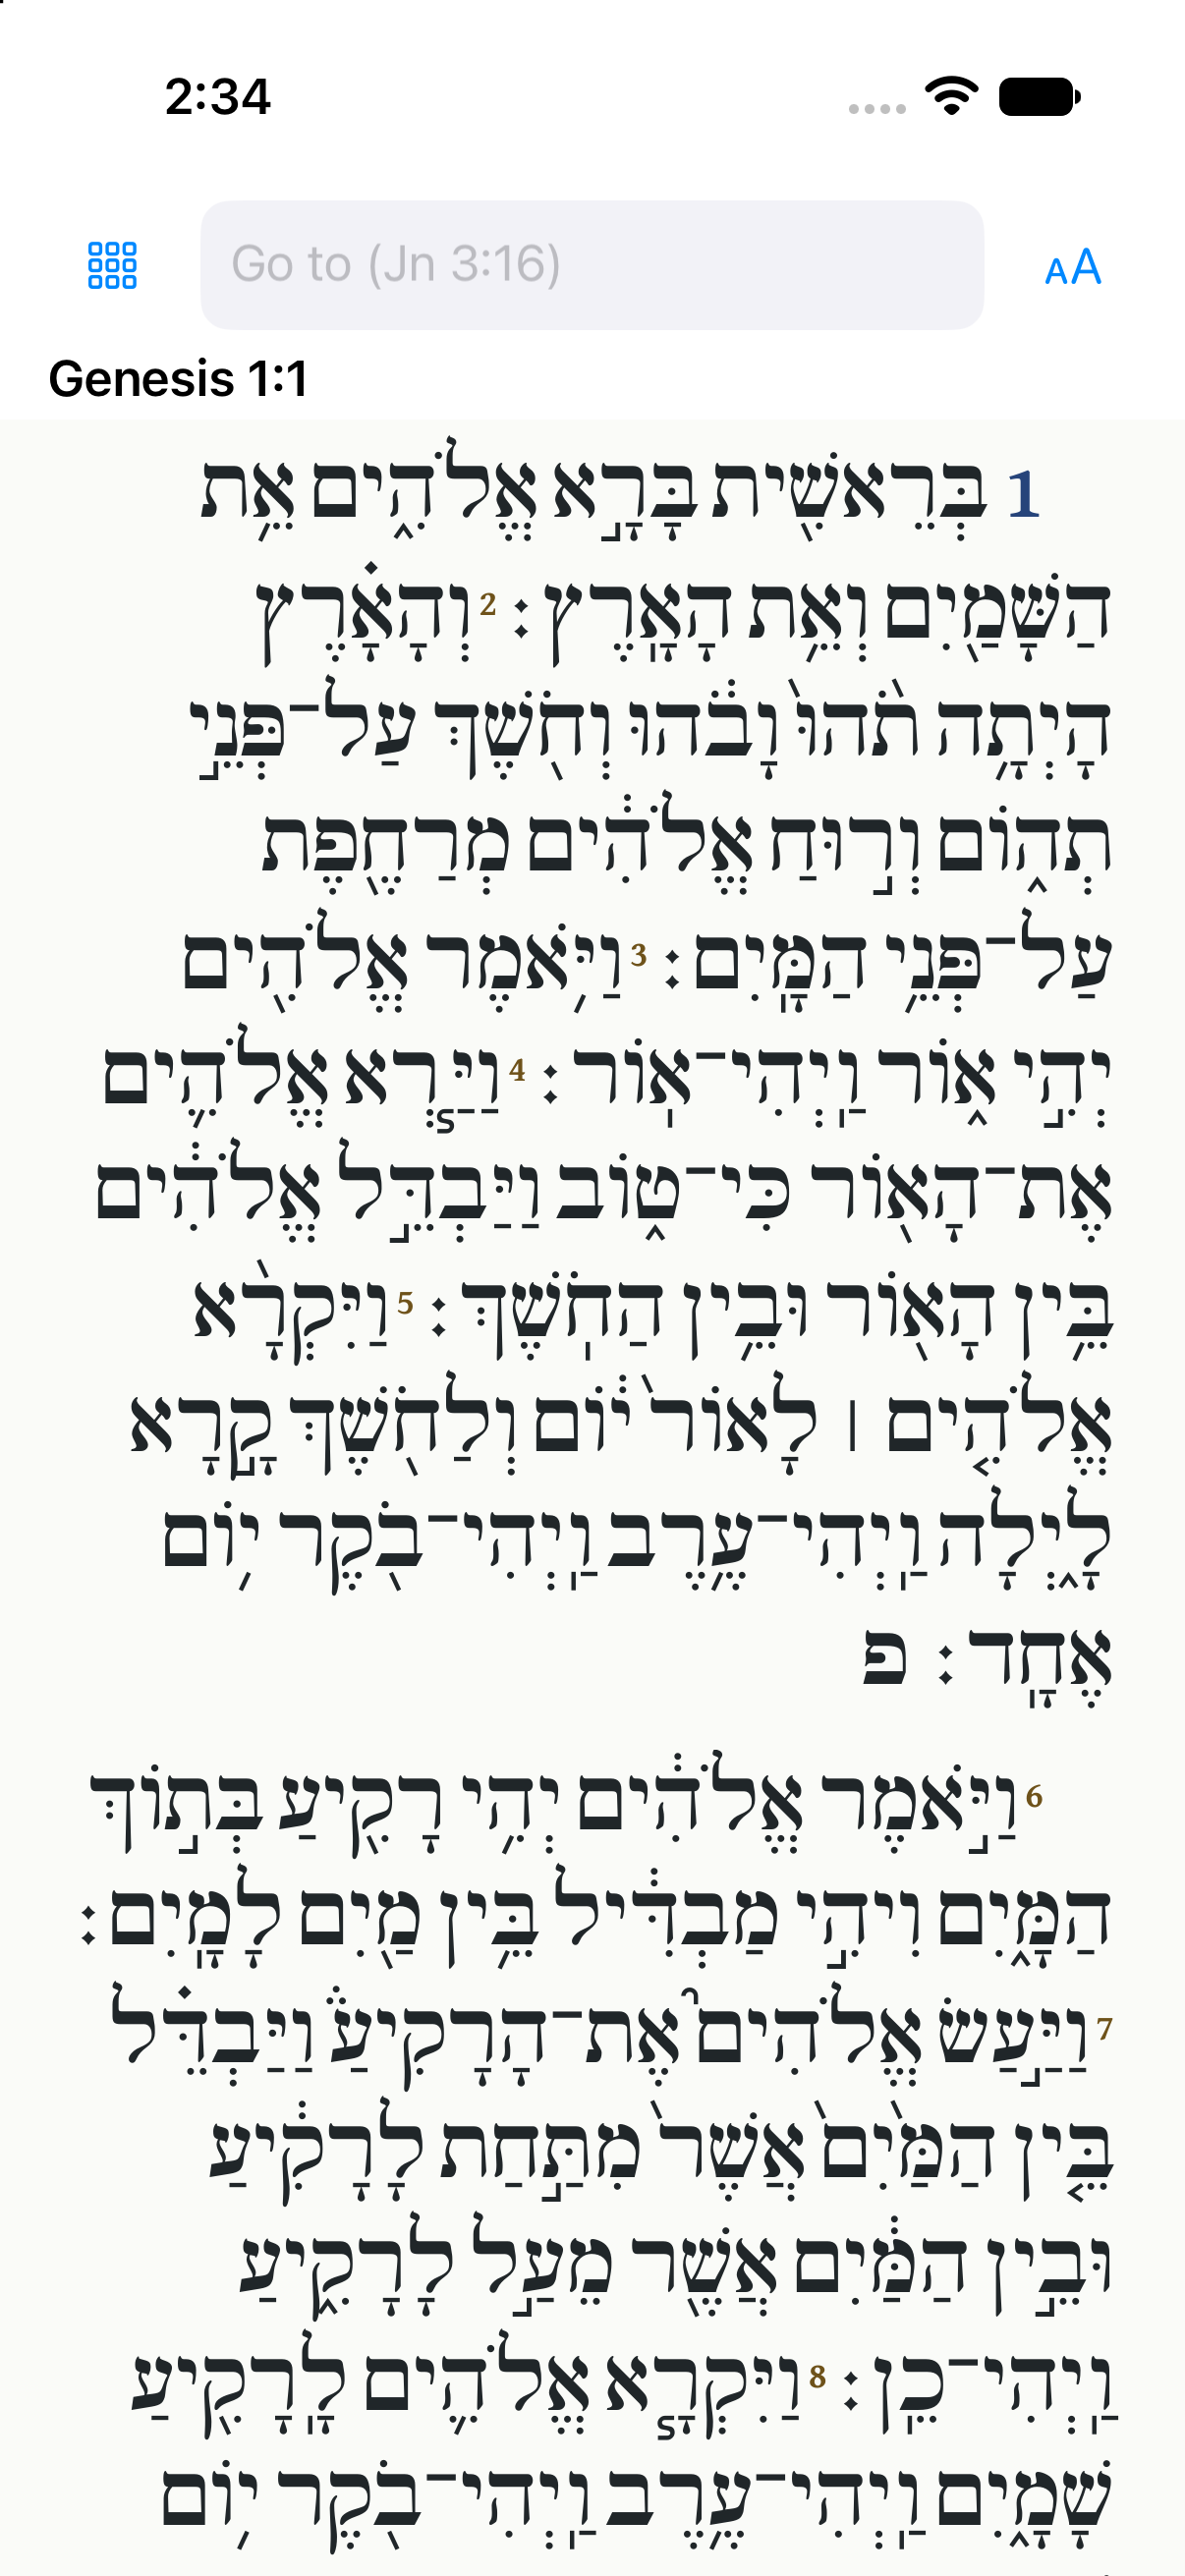 2:34
Go to (Jn 3:16)
AA
Genesis 1:1
1 בְּרֵאשִׁ֖ית בָּרָ֣א אֱלֹהִ֑ים אֵ֥ת
הַשָּׁמַ֖יִם וְאֵ֥ת הָאָֽרֶץ׃ 2 וְהָאָ֗רֶץ
הָיְתָ֥ה תֹ֙הוּ֙ וָבֹ֔הוּ וְחֹ֖שֶׁךְ עַל־פְּנֵ֣י
תְה֑וֹם וְר֣וּחַ אֱלֹהִ֔ים מְרַחֶ֖פֶת
עַל־פְּנֵ֥י הַמָּֽיִם׃ 3 וַיֹּ֥אמֶר אֱלֹהִ֖ים
יְהִ֣י א֑וֹר וַֽיְהִי־אֽוֹר׃ 4 וַיַּ֧רְא אֱלֹהִ֛ים
אֶת־הָא֖וֹר כִּי־ט֑וֹב וַיַּבְדֵּ֣ל אֱלֹהִ֔ים
בֵּ֥ין הָא֖וֹר וּבֵ֥ין הַחֹֽשֶׁךְ׃ 5 וַיִּקְרָ֨א
אֱלֹהִ֤ים ׀ לָאוֹר֙ י֔וֹם וְלַחֹ֖שֶׁךְ קָ֣רָא
לָ֑יְלָה וַֽיְהִי־עֶ֥רֶב וַֽיְהִי־בֹ֖קֶר י֥וֹם
אֶחָֽד׃ פ
6 וַיֹּ֣אמֶר אֱלֹהִ֔ים יְהִ֥י רָקִ֖יעַ בְּת֣וֹךְ
הַמָּ֑יִם וִיהִ֣י מַבְדִּ֔יל בֵּ֥ין מַ֖יִם לָמָֽיִם׃
7 וַיַּ֣עַשׂ אֱלֹהִים֮ אֶת־הָרָקִיעַ֒ וַיַּבְדֵּ֗ל
בֵּ֤ין הַמַּ֙יִם֙ אֲשֶׁר֙ מִתַּ֣חַת לָרָקִ֔יעַ
וּבֵ֣ין הַמַּ֔יִם אֲשֶׁ֖ר מֵעַ֣ל לָרָקִ֑יעַ
וַֽיְהִי־כֵֽן׃ 8 וַיִּקְרָ֧א אֱלֹהִ֛ים לָֽרָקִ֖יעַ
שָׁמָ֑יִם וַֽיְהִי־עֶ֥רֶב וַֽיְהִי־בֹ֖קֶר י֥וֹם